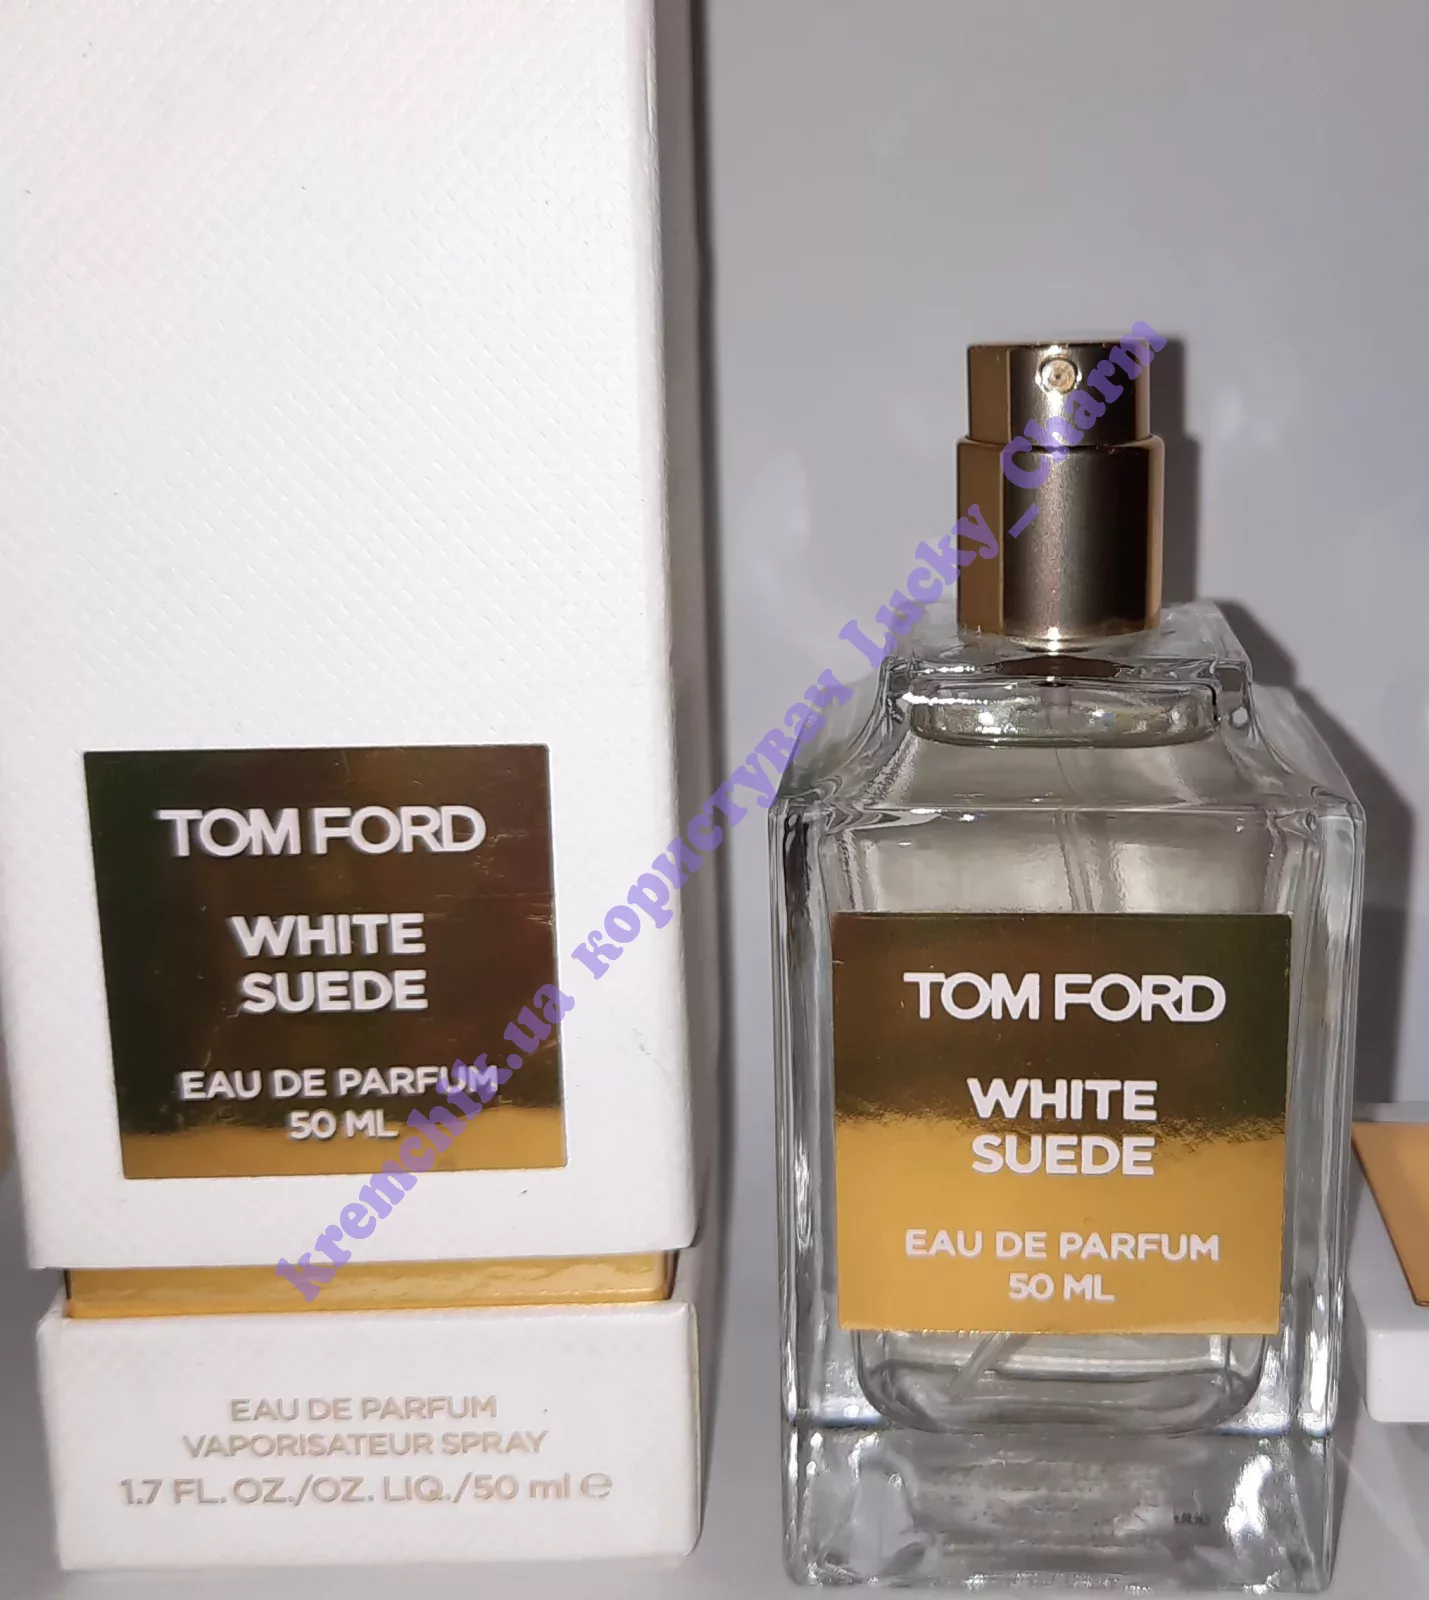 TOM FORD
WHITE
SUEDE
EAU DE PARFUM
50 ML
EAU DE PARFUM
VAPORISATEUR SPRAY
1.7 FL. OZ./OZ. LIQ./50 ml e
TOM FORD
WHITE
SUEDE
EAU DE PARFUM
50 ML
kremchik.ua користувач Lucky_Charm